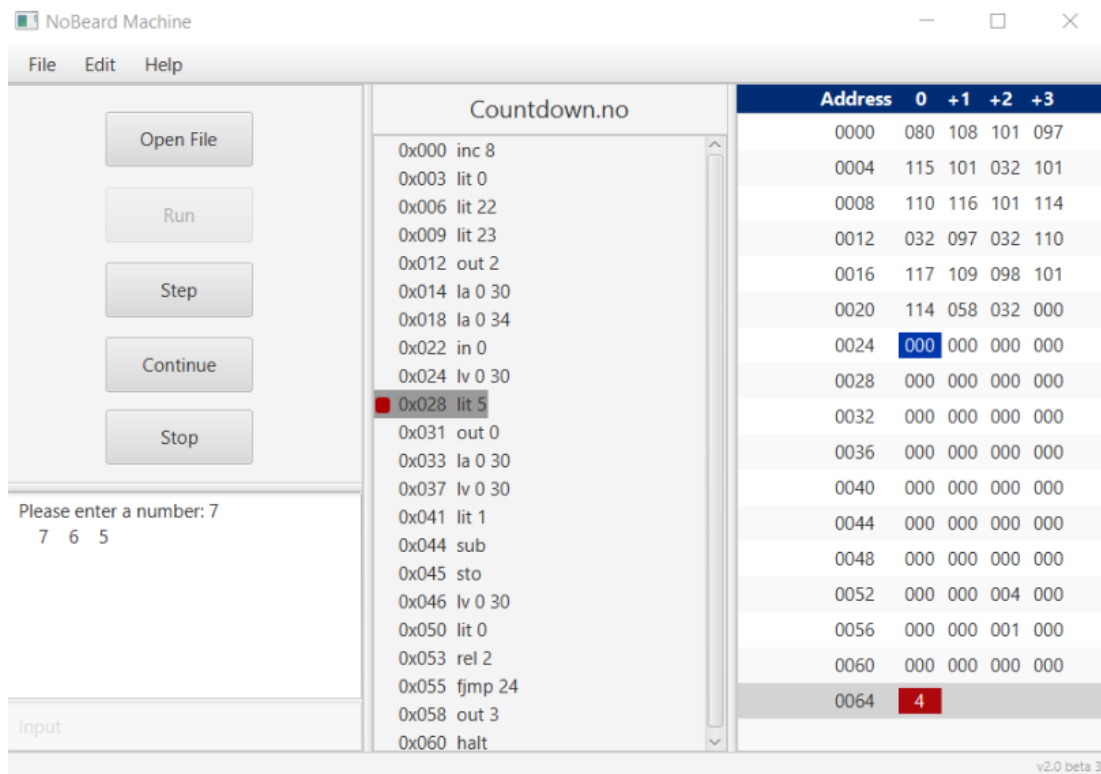 NoBeard Machine
File Edit Help
Open File
Run
Step
Continue
Stop
Please enter a number: 7
7 6 5
Input
Countdown.no
0x000 inc 8
0x003 lit 0
0x006 lit 22
0x009 lit 23
0x012 out 2
0x014 la 0 30
0x018 la 0 34
0x022 in 0
0x024 lv 0 30
0x028 lit 5
0x031 out 0
0x033 la 0 30
0x037 lv 0 30
0x041 lit 1
0x044 sub
0x045 sto
0x046 lv 0 30
0x050 lit 0
0x053 rel 2
0x055 fjmp 24
0x058 out 3
0x060 halt
Address 0 +1 +2 +3
0000 080 108 101 097
0004 115 101 032 101
0008 110 116 101 114
0012 032 097 032 110
0016 117 109 098 101
0020 114 058 032 000
0024 000 000 000 000
0028 000 000 000 000
0032 000 000 000 000
0036 000 000 000 000
0040 000 000 000 000
0044 000 000 000 000
0048 000 000 000 000
0052 000 000 004 000
0056 000 000 001 000
0060 000 000 000 000
0064 4
v2.0 beta 3